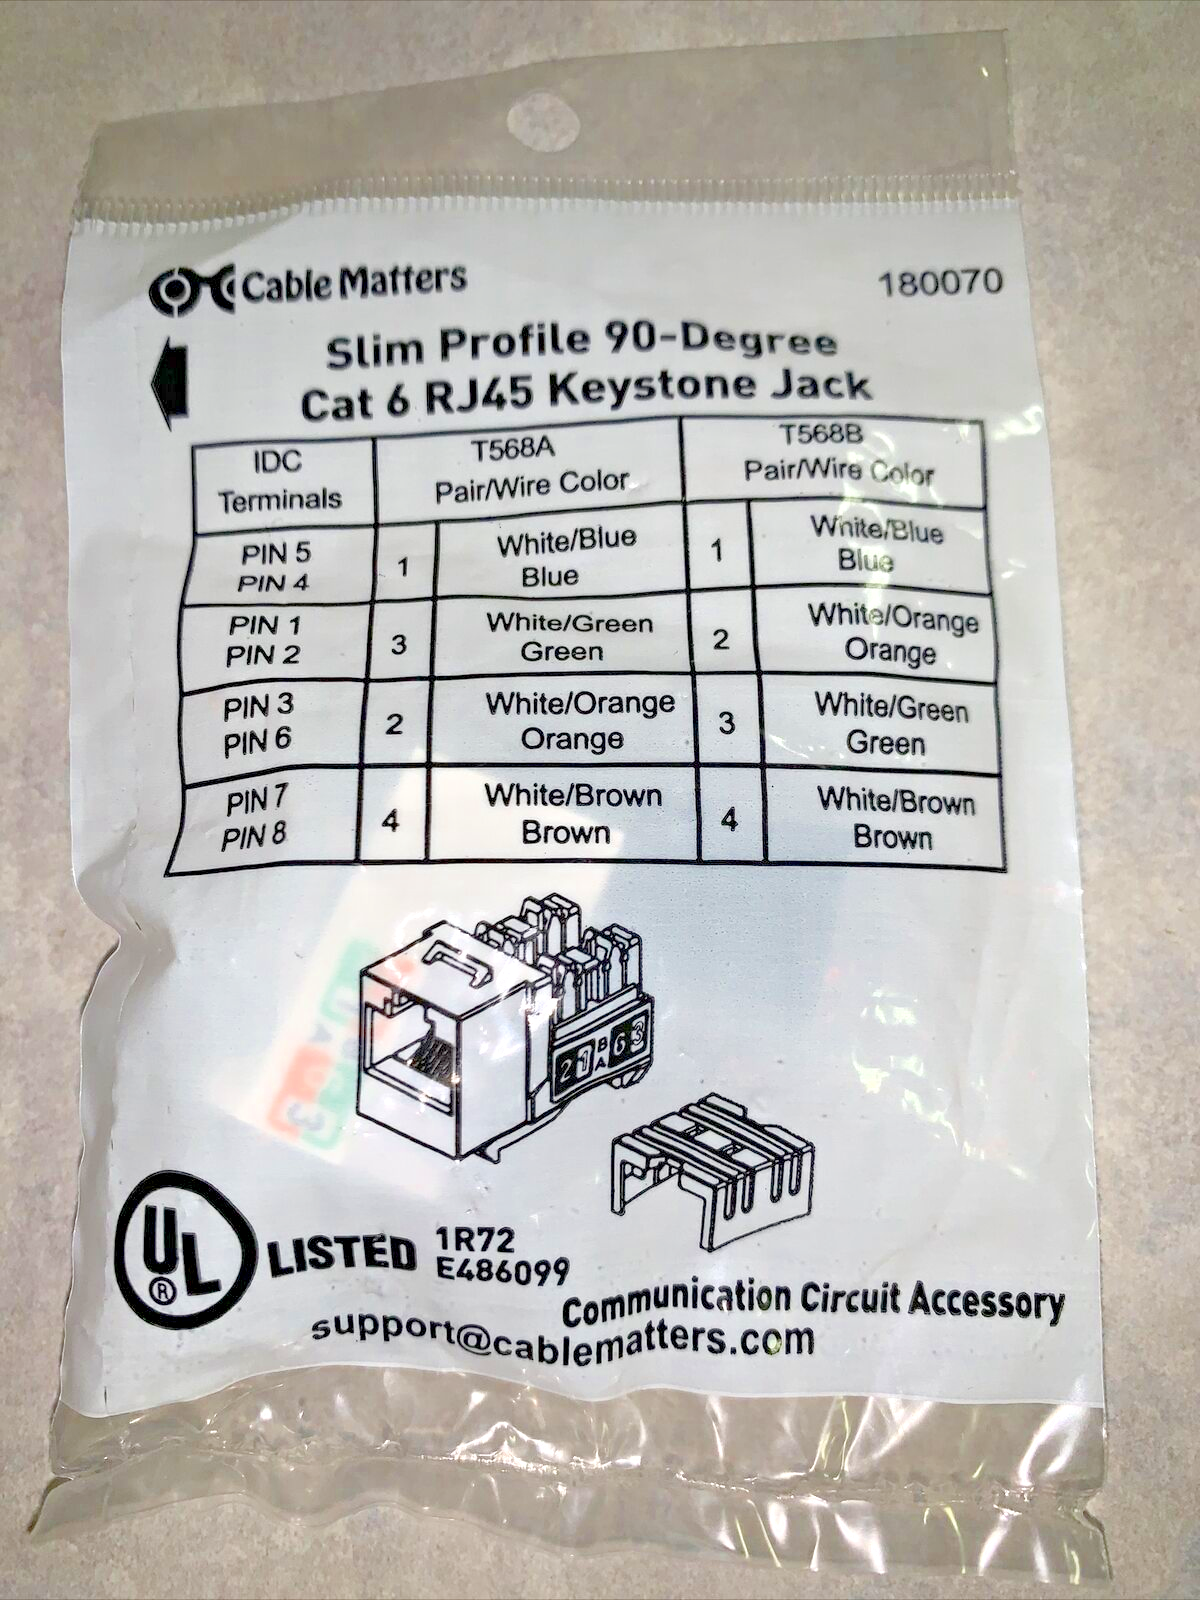 Cable Matters
180070
Slim Profile 90-Degree
Cat 6 RJ45 Keystone Jack
IDC
Terminals
T568A
Pair/Wire Color
T568B
Pair/Wire Color
PIN 5
PIN 4
1
White/Blue
Blue
1
White/Blue
Blue
PIN 1
PIN 2
3
White/Green
Green
2
White/Orange
Orange
PIN 3
PIN 6
2
White/Orange
Orange
3
White/Green
Green
PIN 7
PIN 8
4
White/Brown
Brown
4
White/Brown
Brown
2 1 B A 6 3
UL
®
LISTED
1R72
E486099
Communication Circuit Accessory
support@cablematters.com